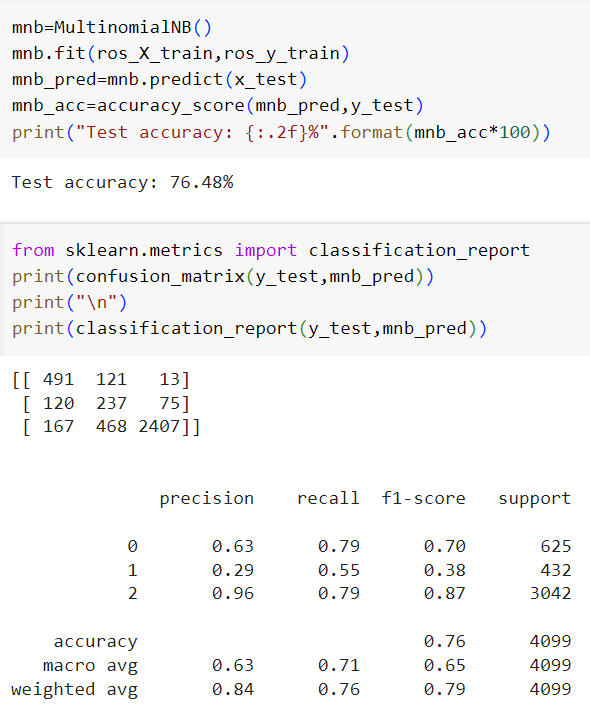 mnb=MultinomialNB()
mnb.fit(ros_X_train,ros_y_train)
mnb_pred=mnb.predict(x_test)
mnb_acc=accuracy_score(mnb_pred,y_test)
print("Test accuracy: {:.2f}%".format(mnb_acc*100))
Test accuracy: 76.48%
from sklearn.metrics import classification_report
print(confusion_matrix(y_test,mnb_pred))
print("\n")
print(classification_report(y_test,mnb_pred))
[[ 491 121 13]
[ 120 237 75]
[ 167 468 2407]]
precision recall f1-score support
0 0.63 0.79 0.70 625
1 0.29 0.55 0.38 432
2 0.96 0.79 0.87 3042
accuracy 0.76 4099
macro avg 0.63 0.71 0.65 4099
weighted avg 0.84 0.76 0.79 4099